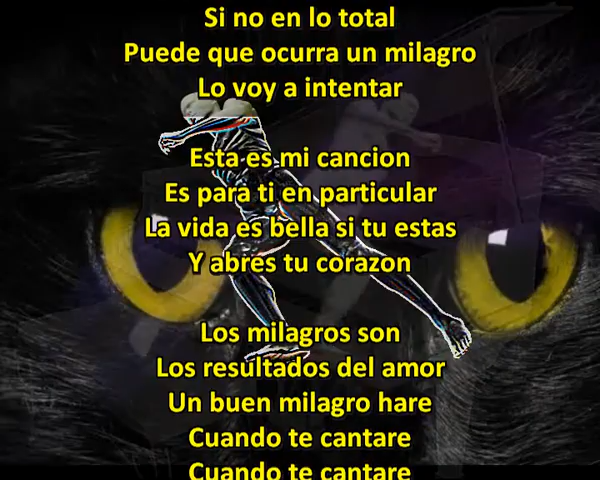 Si no en lo total
Puede que ocurra un milagro
Lo voy a intentar
Esta es mi cancion
Es para ti en particular
La vida es bella si tu estas
Y abres tu corazon
Los milagros son
Los resultados del amor
Un buen milagro hare
Cuando te cantare
Cuando te cantare